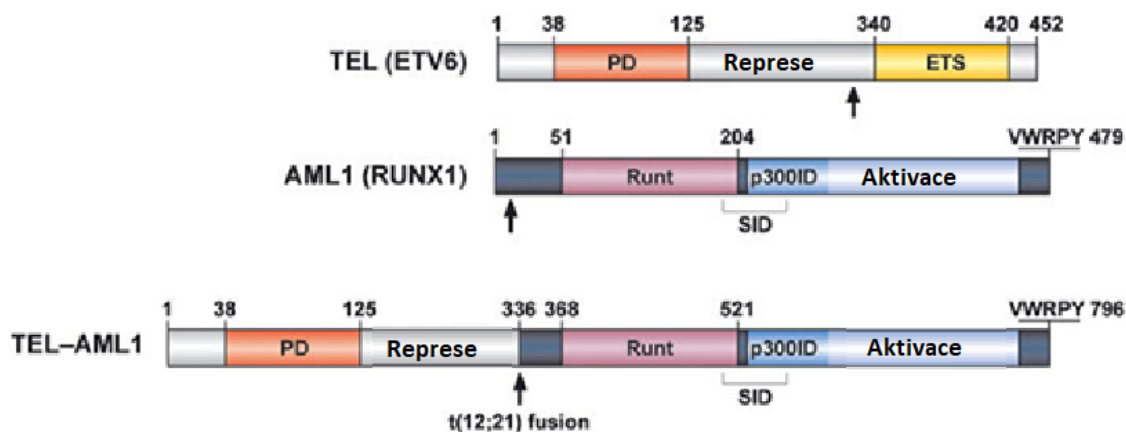 1 38 125 340 420 452
TEL (ETV6) PD Represe ETS
1 51 204 VWRPY 479
AML1 (RUNX1) Runt p300ID Aktivace
SID
1 38 125 336 368 521 VWRPY 796
TEL–AML1 PD Represe Runt p300ID Aktivace
SID
t(12;21) fusion